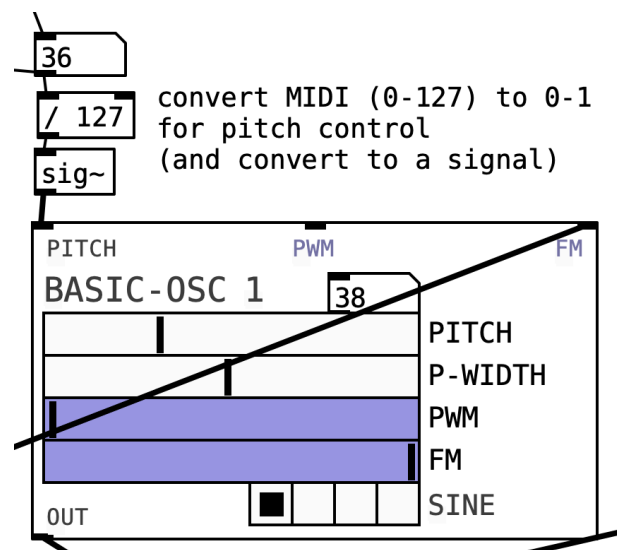 36
/ 127
convert MIDI (0-127) to 0-1
for pitch control
(and convert to a signal)
sig~
PITCH PWM FM
BASIC-OSC 1
38
PITCH
P-WIDTH
PWM
FM
SINE
OUT